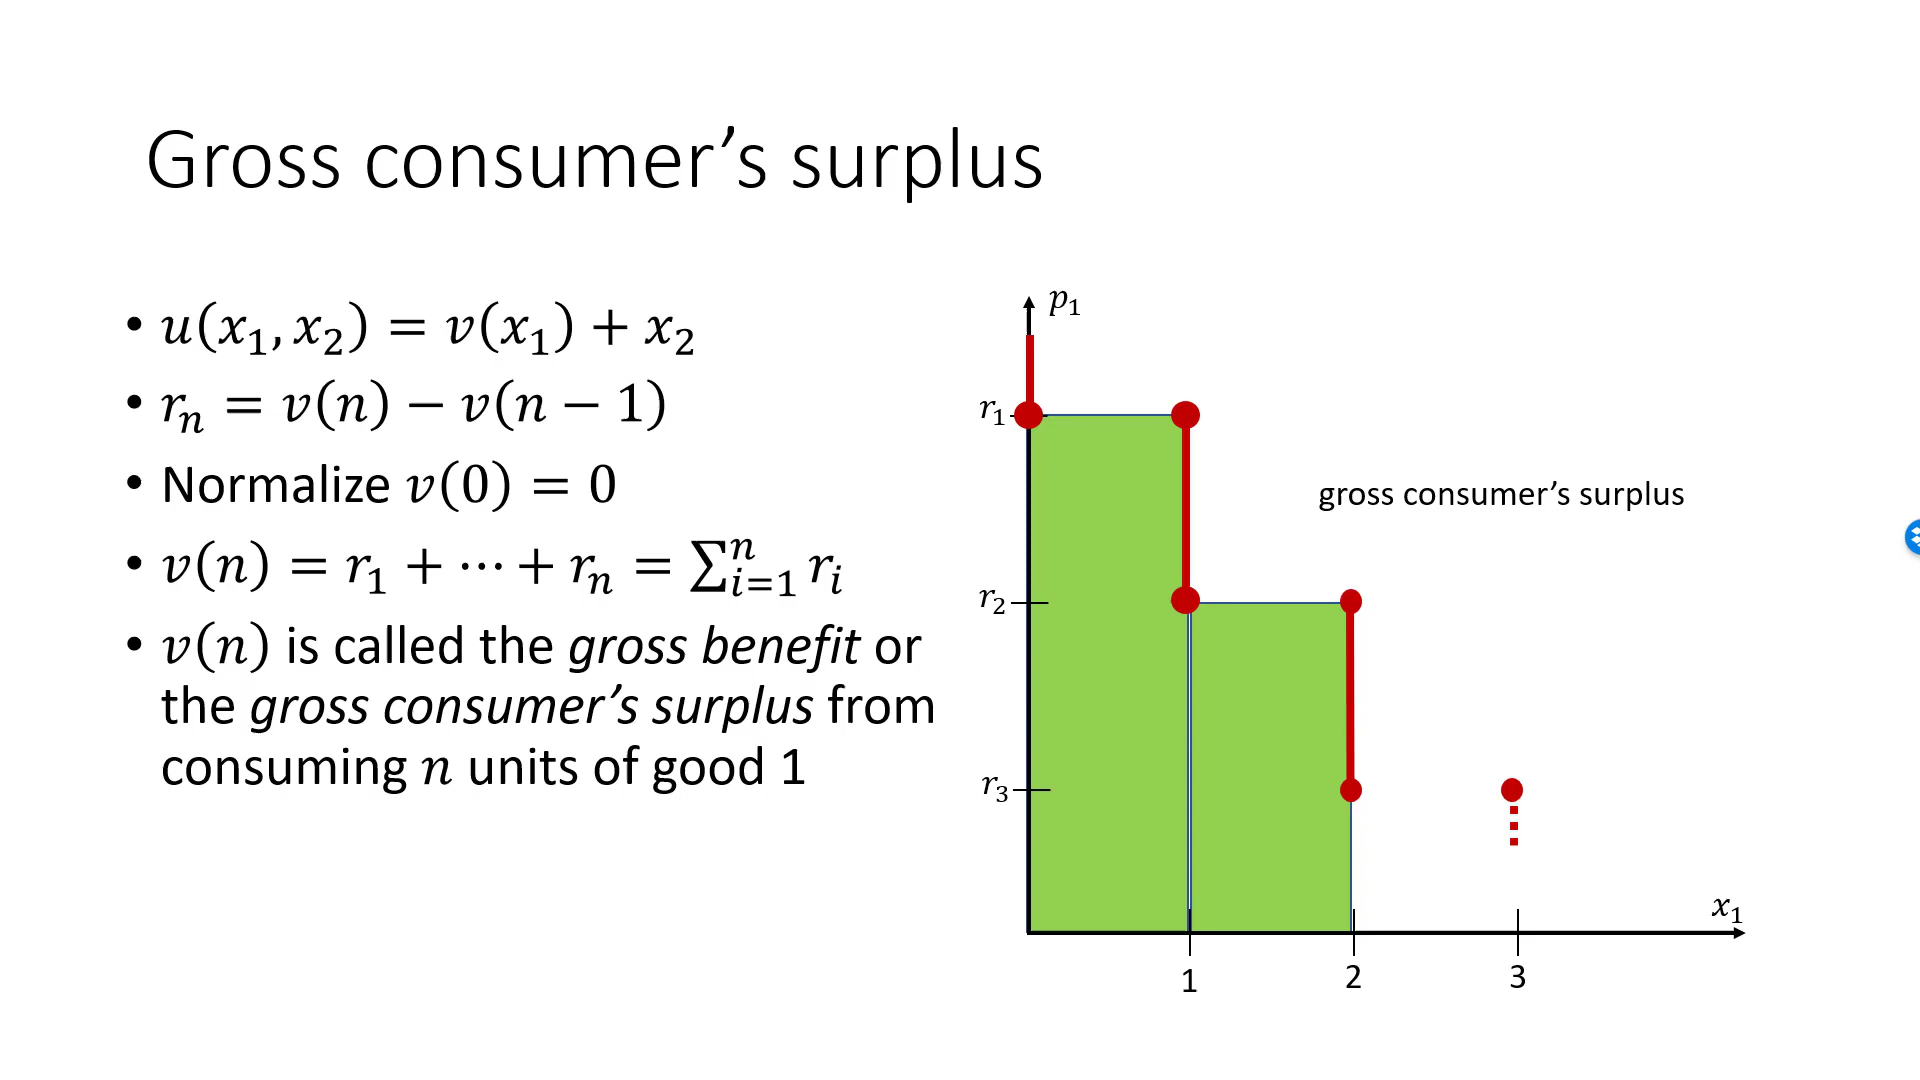 Gross consumer’s surplus
• u(x₁, x₂) = v(x₁) + x₂
• rₙ = v(n) − v(n − 1)
• Normalize v(0) = 0
• v(n) = r₁ + ⋯ + rₙ = ∑ⁿᵢ₌₁ rᵢ
• v(n) is called the gross benefit or
the gross consumer’s surplus from
consuming n units of good 1
p₁
r₁
gross consumer’s surplus
r₂
r₃
x₁
1
2
3